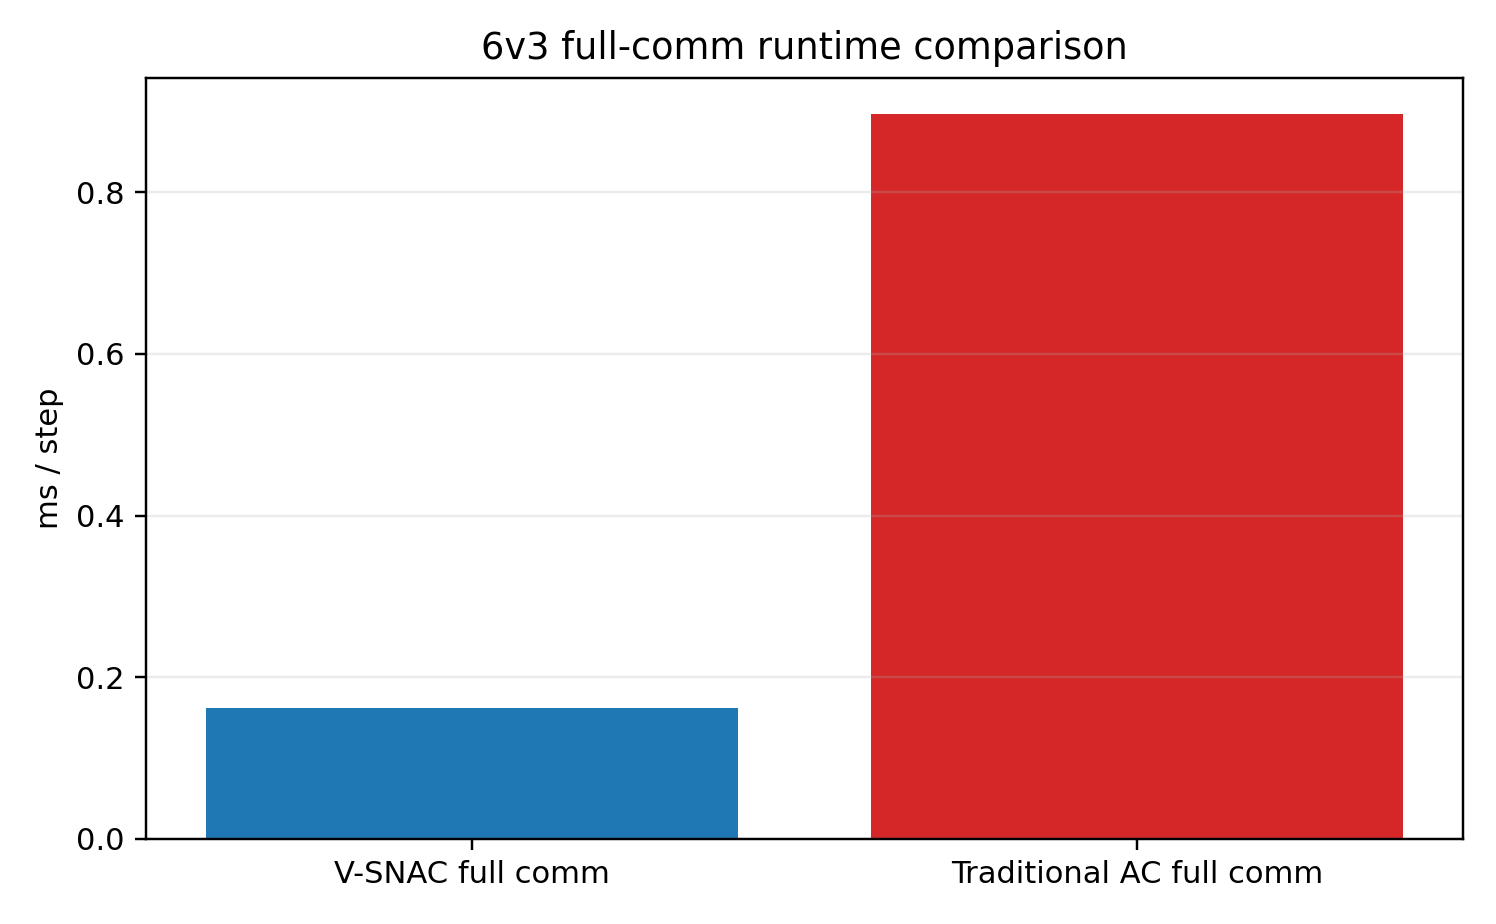 6v3 full-comm runtime comparison
ms / step
0.8
0.6
0.4
0.2
0.0
V-SNAC full comm
Traditional AC full comm